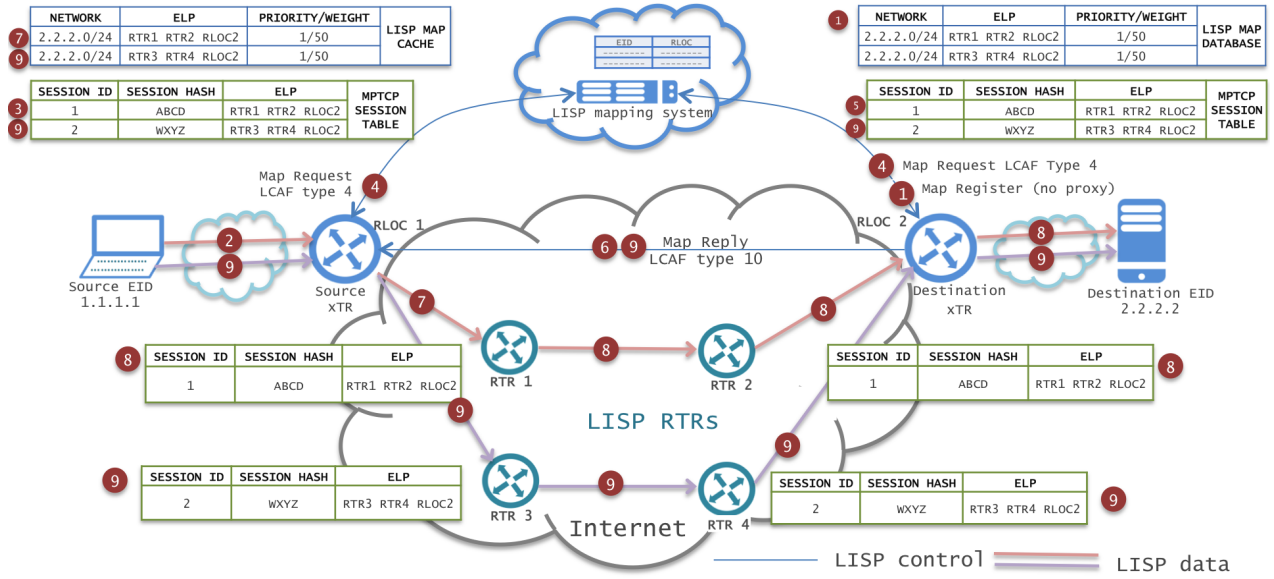 NETWORK ELP PRIORITY/WEIGHT LISP MAP CACHE
7 2.2.2.0/24 RTR1 RTR2 RLOC2 1/50
9 2.2.2.0/24 RTR3 RTR4 RLOC2 1/50
SESSION ID SESSION HASH ELP MPTCP SESSION TABLE
3 1 ABCD RTR1 RTR2 RLOC2
9 2 WXYZ RTR3 RTR4 RLOC2
EID RLOC
LISP mapping system
1 NETWORK ELP PRIORITY/WEIGHT LISP MAP DATABASE
2.2.2.0/24 RTR1 RTR2 RLOC2 1/50
2.2.2.0/24 RTR3 RTR4 RLOC2 1/50
SESSION ID SESSION HASH ELP MPTCP SESSION TABLE
5 1 ABCD RTR1 RTR2 RLOC2
9 2 WXYZ RTR3 RTR4 RLOC2
Map Request
LCAF type 4
4
4 Map Request LCAF Type 4
1 Map Register (no proxy)
RLOC 1
RLOC 2
2
9
6 9 Map Reply
LCAF type 10
8
9
Source EID
1.1.1.1
Source
xTR
Destination
xTR
Destination EID
2.2.2.2
7
8
8
RTR 1
RTR 2
8 SESSION ID SESSION HASH ELP
1 ABCD RTR1 RTR2 RLOC2
SESSION ID SESSION HASH ELP 8
1 ABCD RTR1 RTR2 RLOC2
9
LISP RTRs
9
9
RTR 3
RTR 4
9 SESSION ID SESSION HASH ELP
2 WXYZ RTR3 RTR4 RLOC2
SESSION ID SESSION HASH ELP 9
2 WXYZ RTR3 RTR4 RLOC2
Internet
LISP control
LISP data